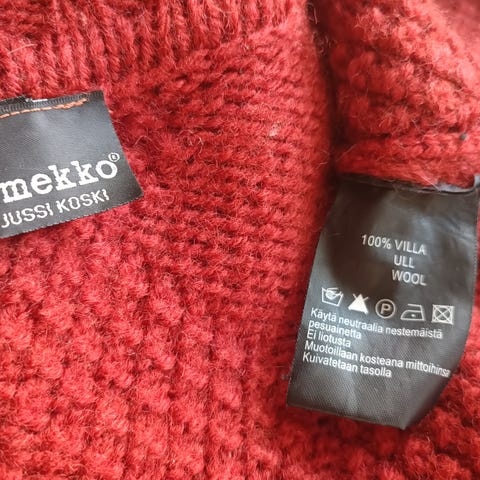 mekko®
JUSSI KOSKI
100% VILLA
ULL
WOOL
P
Käytä neutraalia nestemäistä
pesuainetta
Ei liotusta
Muotoillaan kosteana mittoihinsa
Kuivatetaan tasolla